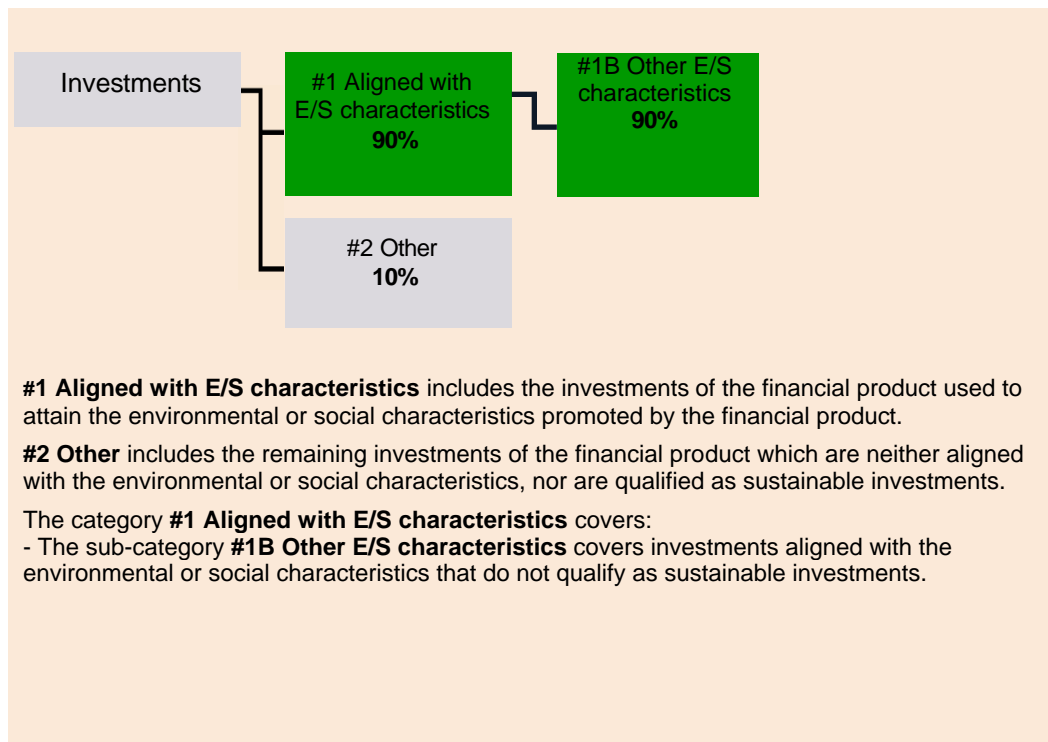 Investments
#1 Aligned with
E/S characteristics
90%
#1B Other E/S
characteristics
90%
#2 Other
10%
#1 Aligned with E/S characteristics includes the investments of the financial product used to
attain the environmental or social characteristics promoted by the financial product.
#2 Other includes the remaining investments of the financial product which are neither aligned
with the environmental or social characteristics, nor are qualified as sustainable investments.
The category #1 Aligned with E/S characteristics covers:
- The sub-category #1B Other E/S characteristics covers investments aligned with the
environmental or social characteristics that do not qualify as sustainable investments.